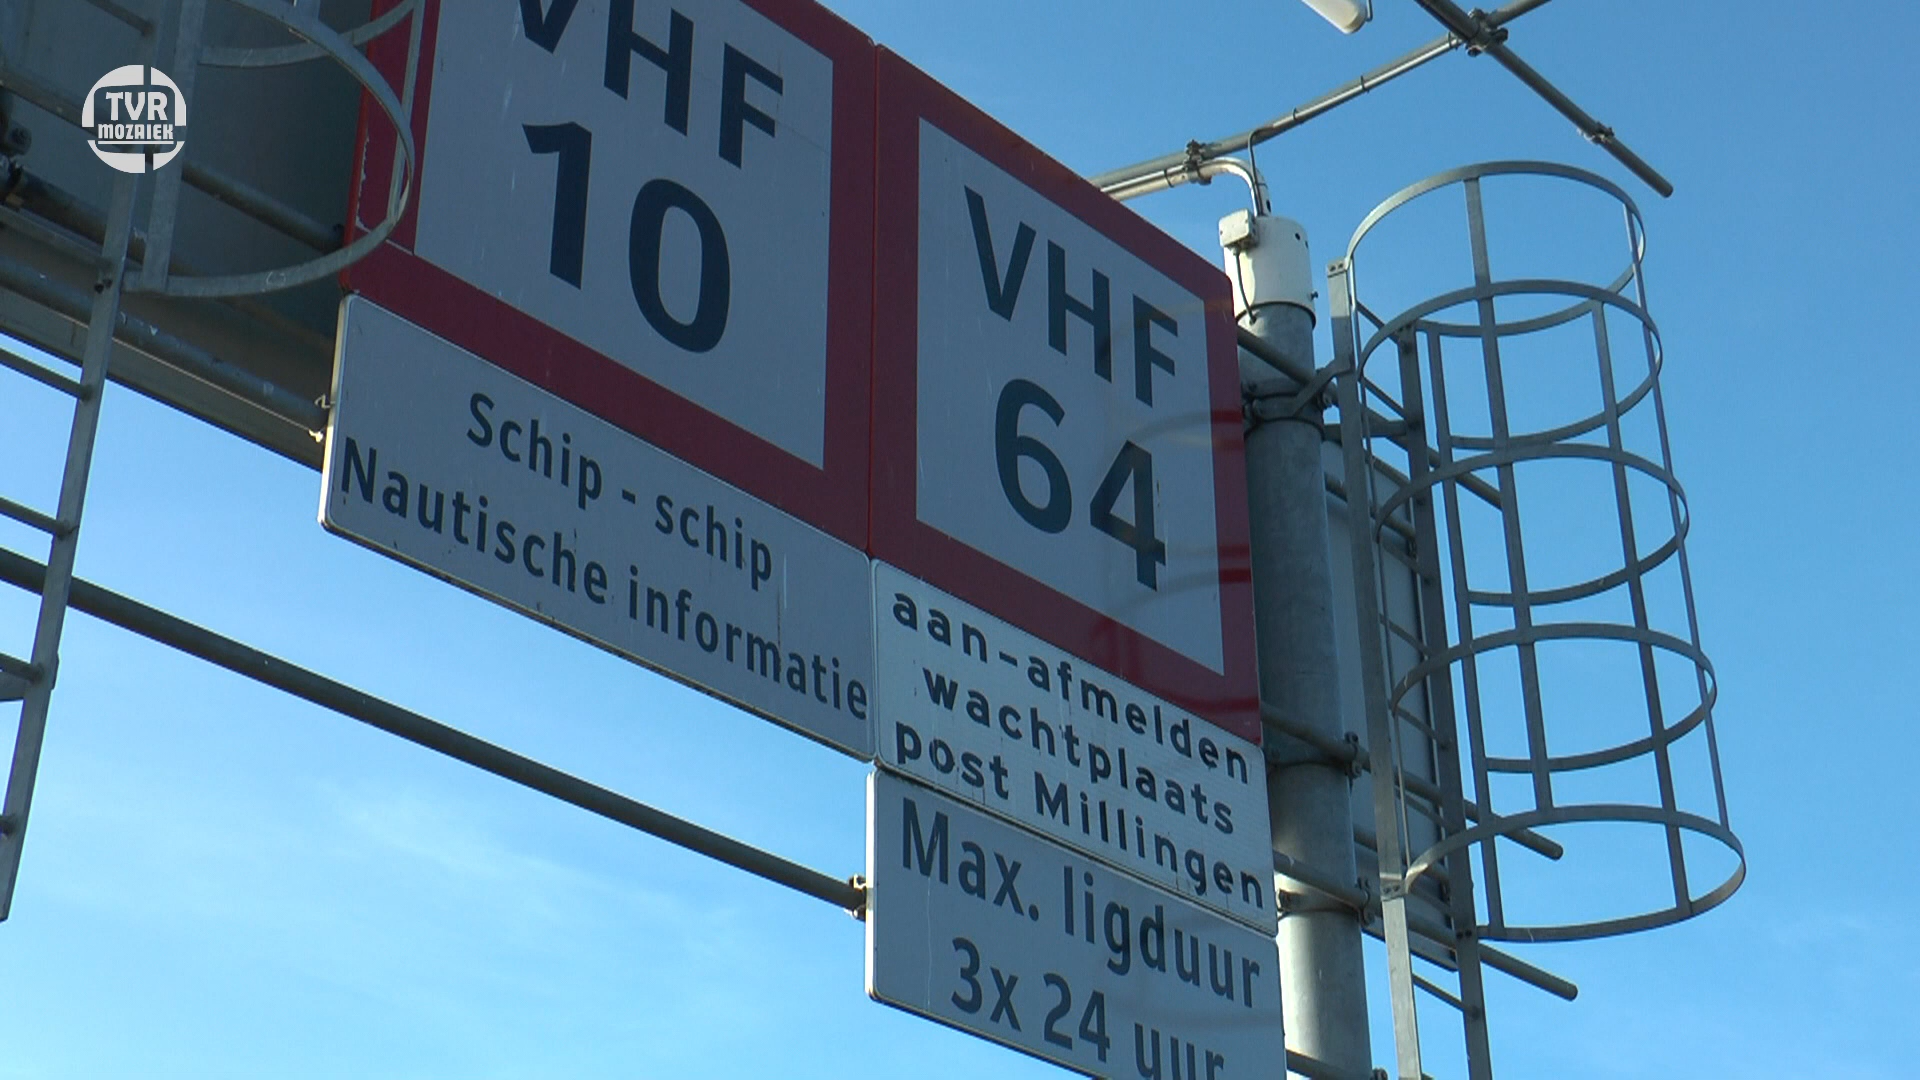 TVR
MOZAIEK
VHF
10
Schip - schip
Nautische informatie
VHF
64
aan-afmelden
wachtplaats
post Millingen
Max. ligduur
3x 24 uur